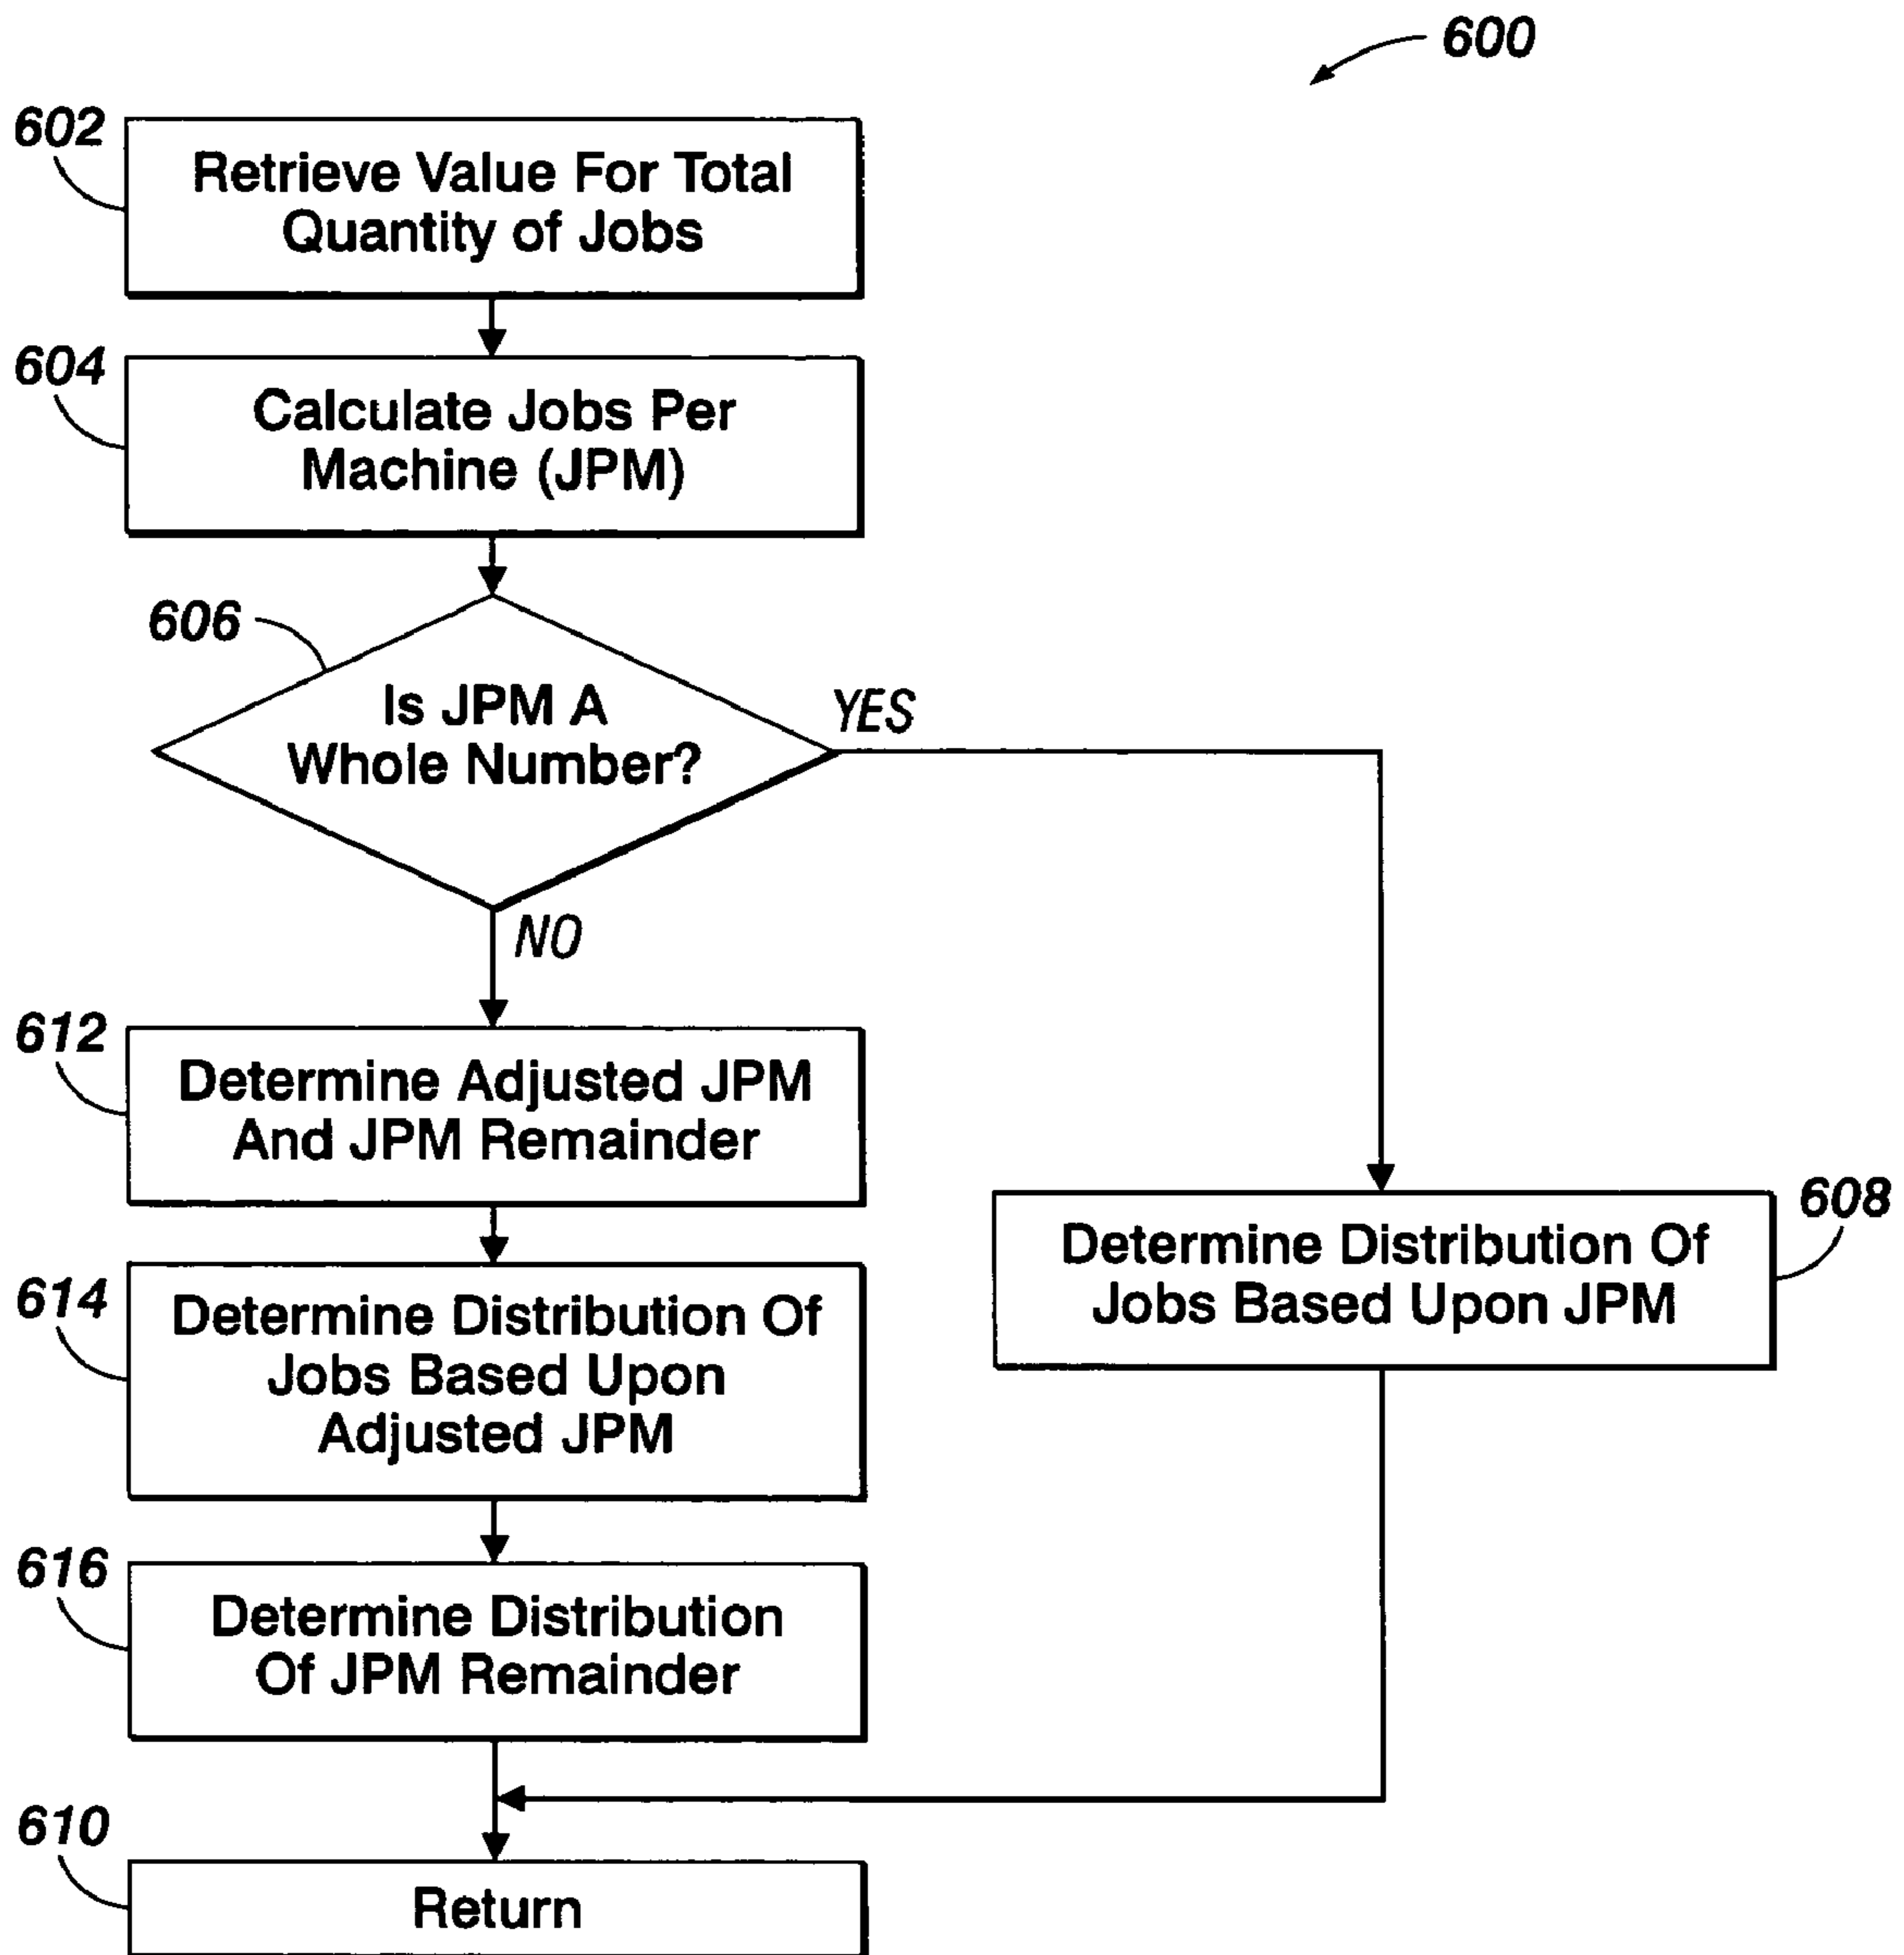 600
602
Retrieve Value For Total
Quantity of Jobs
604
Calculate Jobs Per
Machine (JPM)
606
Is JPM A
Whole Number?
YES
NO
612
Determine Adjusted JPM
And JPM Remainder
608
Determine Distribution Of
Jobs Based Upon JPM
614
Determine Distribution Of
Jobs Based Upon
Adjusted JPM
616
Determine Distribution
Of JPM Remainder
610
Return